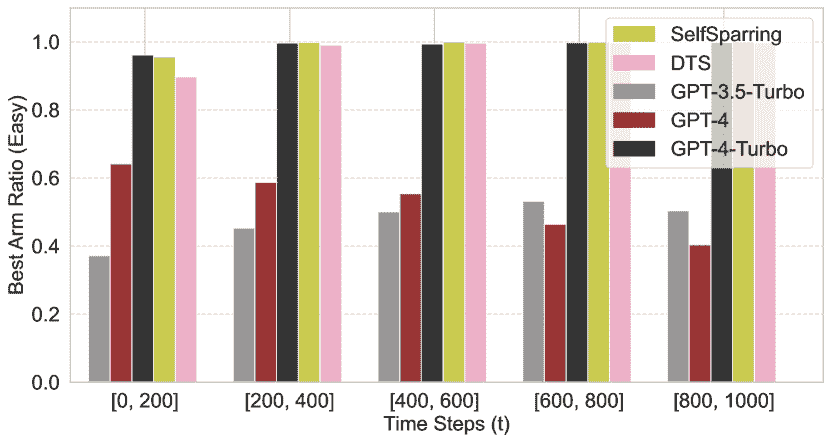 Best Arm Ratio (Easy)
1.0
0.8
0.6
0.4
0.2
0.0
SelfSparring
DTS
GPT-3.5-Turbo
GPT-4
GPT-4-Turbo
[0, 200]
[200, 400]
[400, 600]
[600, 800]
[800, 1000]
Time Steps (t)